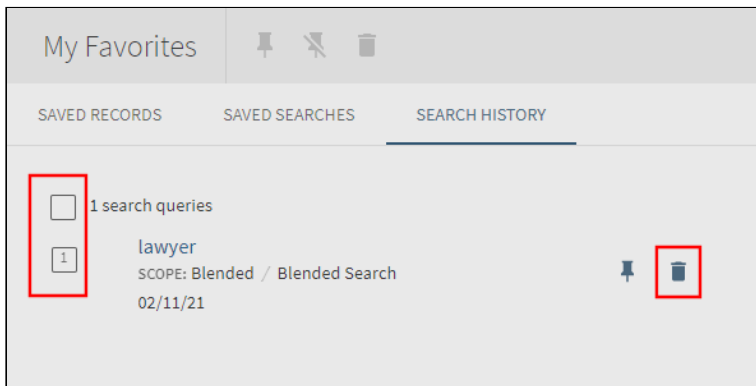 My Favorites
SAVED RECORDS SAVED SEARCHES SEARCH HISTORY
1 search queries
1 lawyer
SCOPE: Blended / Blended Search
02/11/21